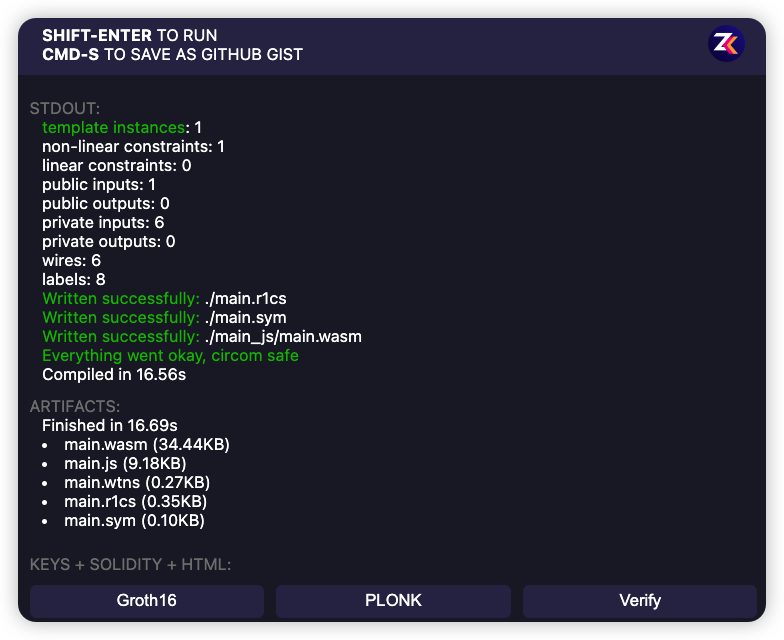 SHIFT-ENTER TO RUN
CMD-S TO SAVE AS GITHUB GIST
ZK
STDOUT:
template instances: 1
non-linear constraints: 1
linear constraints: 0
public inputs: 1
public outputs: 0
private inputs: 6
private outputs: 0
wires: 6
labels: 8
Written successfully: ./main.r1cs
Written successfully: ./main.sym
Written successfully: ./main_js/main.wasm
Everything went okay, circom safe
Compiled in 16.56s
ARTIFACTS:
Finished in 16.69s
• main.wasm (34.44KB)
• main.js (9.18KB)
• main.wtns (0.27KB)
• main.r1cs (0.35KB)
• main.sym (0.10KB)
KEYS + SOLIDITY + HTML:
Groth16
PLONK
Verify